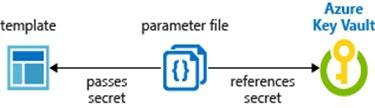 template
parameter file
Azure
Key Vault
{}
passes
secret
references
secret